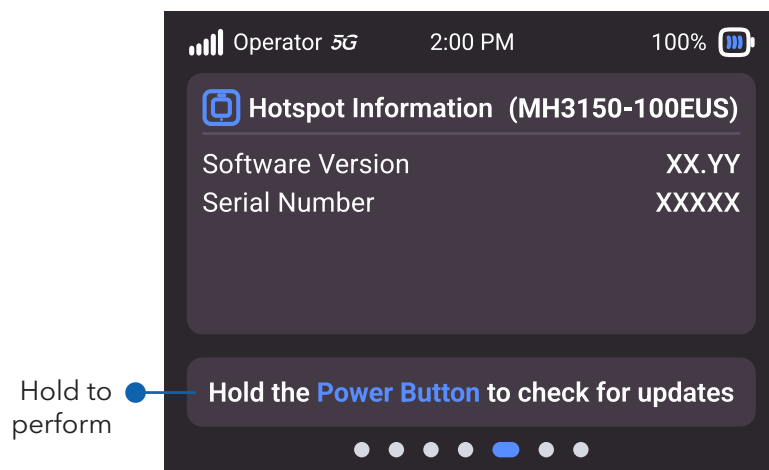 Operator 5G 2:00 PM 100%
Hotspot Information (MH3150-100EUS)
Software Version XX.YY
Serial Number XXXXX
Hold to
perform
Hold the Power Button to check for updates